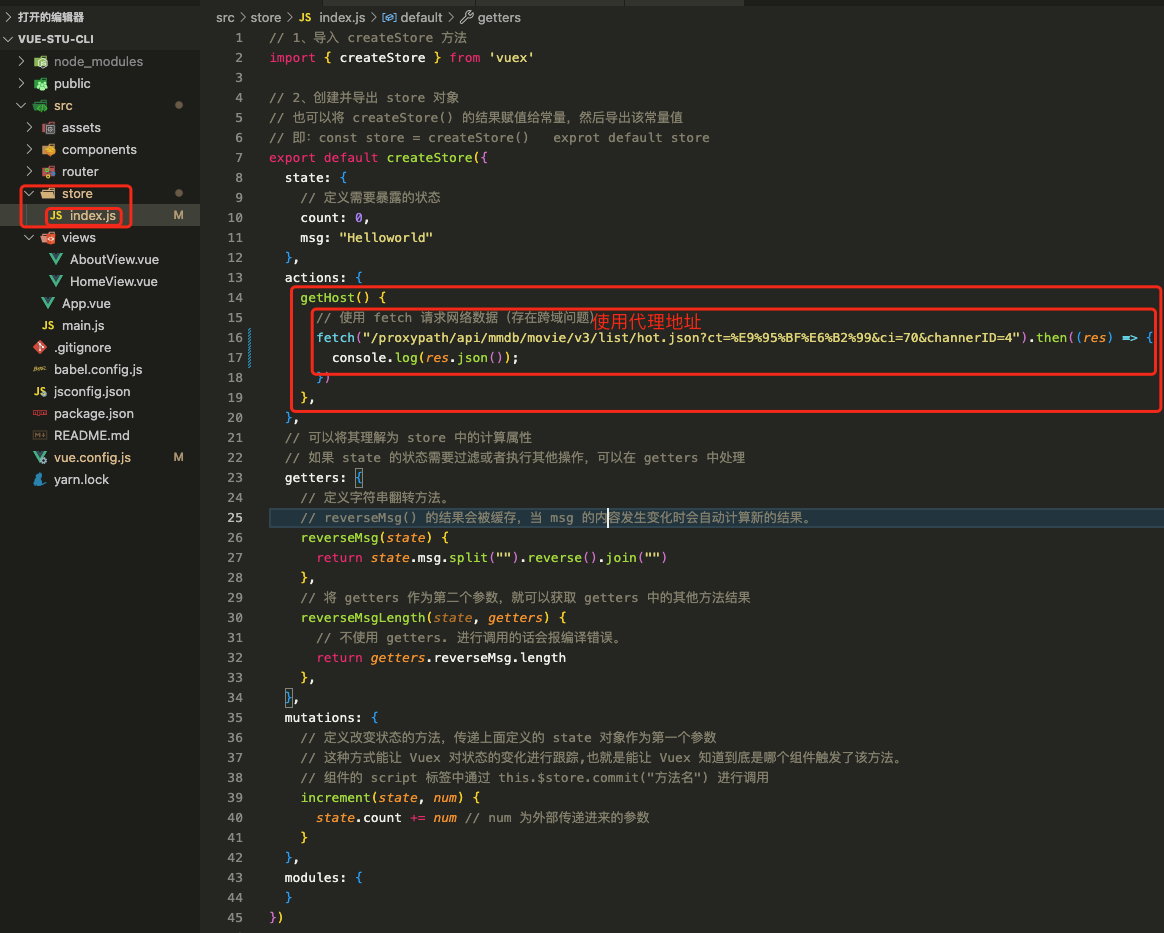 打开的编辑器
VUE-STU-CLI
node_modules
public
src
assets
components
router
store
JS index.js M
views
AboutView.vue
HomeView.vue
App.vue
JS main.js
.gitignore
babel.config.js
JS jsconfig.json
package.json
README.md
vue.config.js M
yarn.lock
src > store > JS index.js > default > getters
1 // 1、导入 createStore 方法
2 import { createStore } from 'vuex'
3
4 // 2、创建并导出 store 对象
5 // 也可以将 createStore() 的结果赋值给常量，然后导出该常量值
6 // 即：const store = createStore()   exprot default store
7 export default createStore({
8 state: {
9 // 定义需要暴露的状态
10 count: 0,
11 msg: "Helloworld"
12 },
13 actions: {
14 getHost() {
15 // 使用 fetch 请求网络数据（存在跨域问题）使用代理地址
16 fetch("/proxypath/api/mmdb/movie/v3/list/hot.json?ct=%E9%95%BF%E6%B2%99&ci=70&channerID=4").then((res) => {
17 console.log(res.json());
18 })
19 },
20 },
21 // 可以将其理解为 store 中的计算属性
22 // 如果 state 的状态需要过滤或者执行其他操作，可以在 getters 中处理
23 getters: {
24 // 定义字符串翻转方法。
25 // reverseMsg() 的结果会被缓存，当 msg 的内容发生变化时会自动计算新的结果。
26 reverseMsg(state) {
27 return state.msg.split("").reverse().join("")
28 },
29 // 将 getters 作为第二个参数，就可以获取 getters 中的其他方法结果
30 reverseMsgLength(state, getters) {
31 // 不使用 getters. 进行调用的话会报编译错误。
32 return getters.reverseMsg.length
33 },
34 },
35 mutations: {
36 // 定义改变状态的方法，传递上面定义的 state 对象作为第一个参数
37 // 这种方式能让 Vuex 对状态的变化进行跟踪,也就是能让 Vuex 知道到底是哪个组件触发了该方法。
38 // 组件的 script 标签中通过 this.$store.commit("方法名") 进行调用
39 increment(state, num) {
40 state.count += num // num 为外部传递进来的参数
41 }
42 },
43 modules: {
44 }
45 })